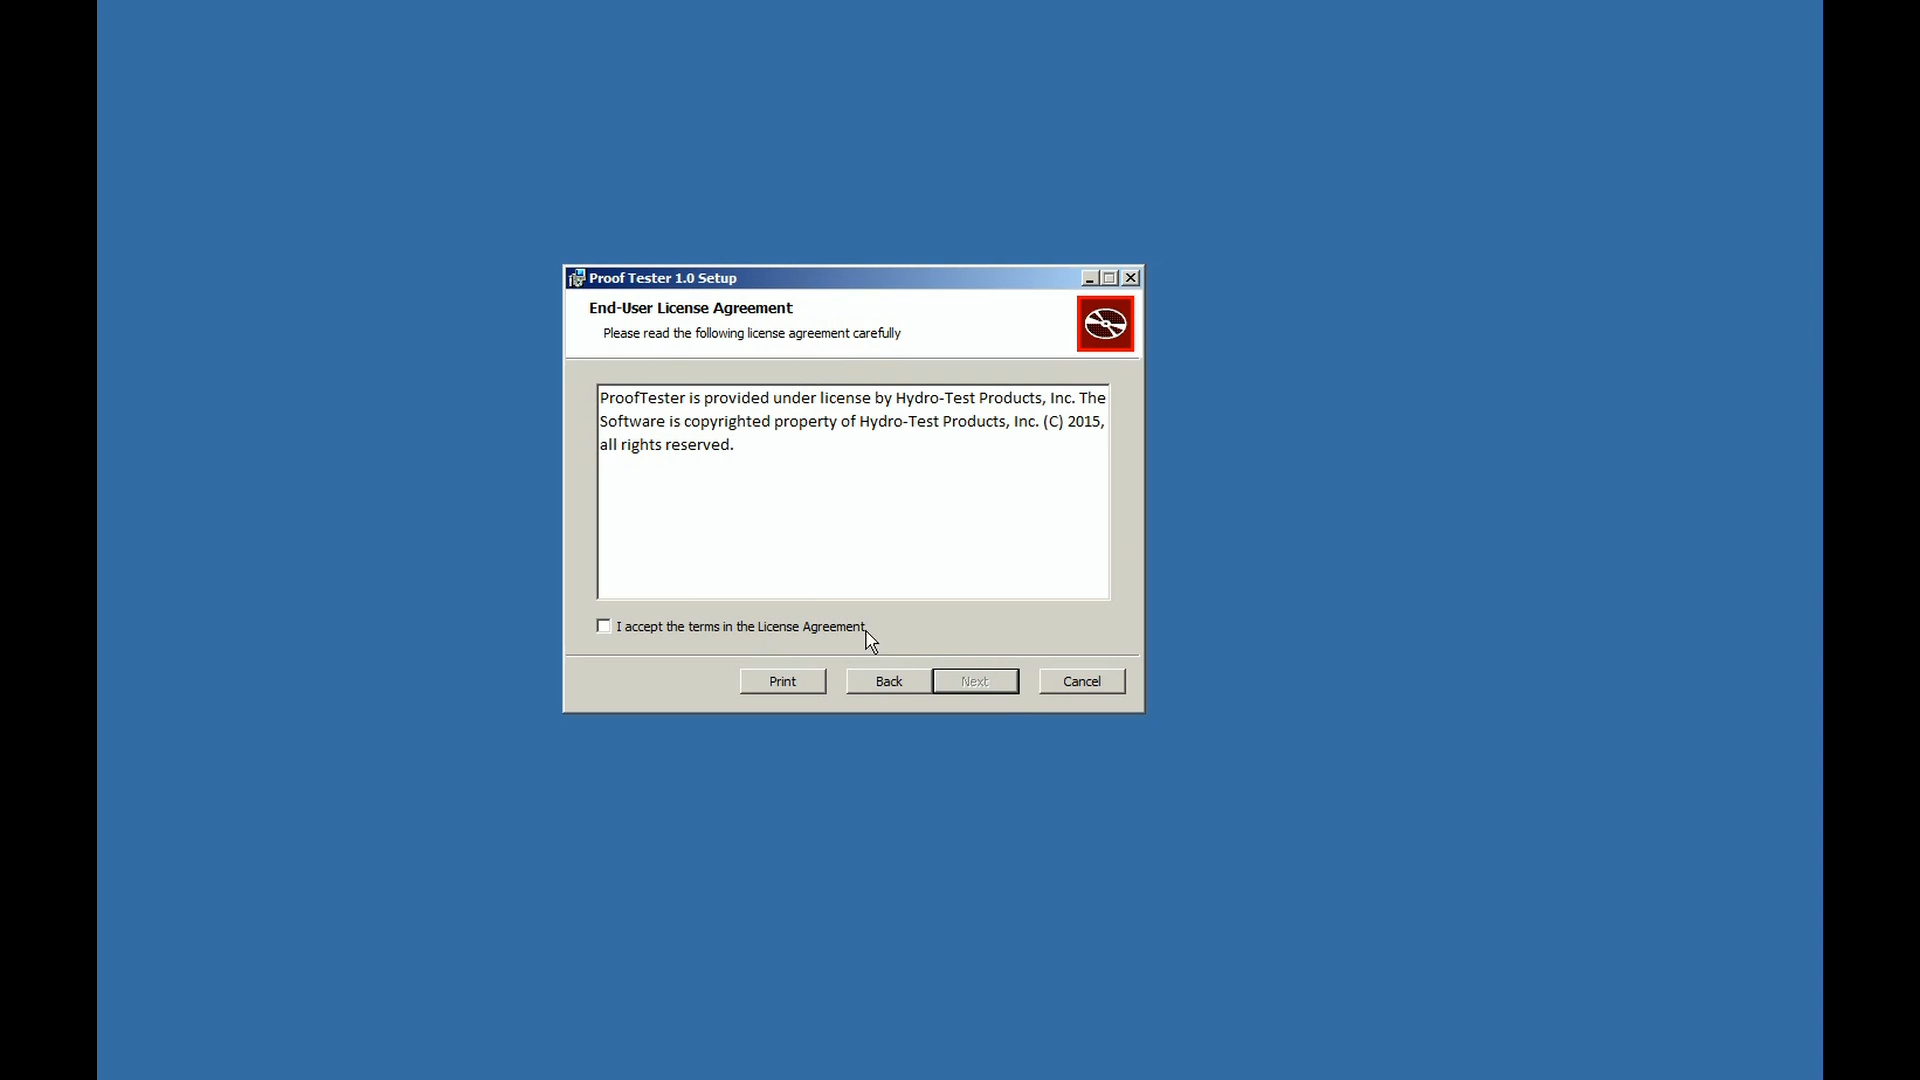 Proof Tester 1.0 Setup
End-User License Agreement
Please read the following license agreement carefully
ProofTester is provided under license by Hydro-Test Products, Inc. The
Software is copyrighted property of Hydro-Test Products, Inc. (C) 2015,
all rights reserved.
I accept the terms in the License Agreement
Print
Back
Next
Cancel